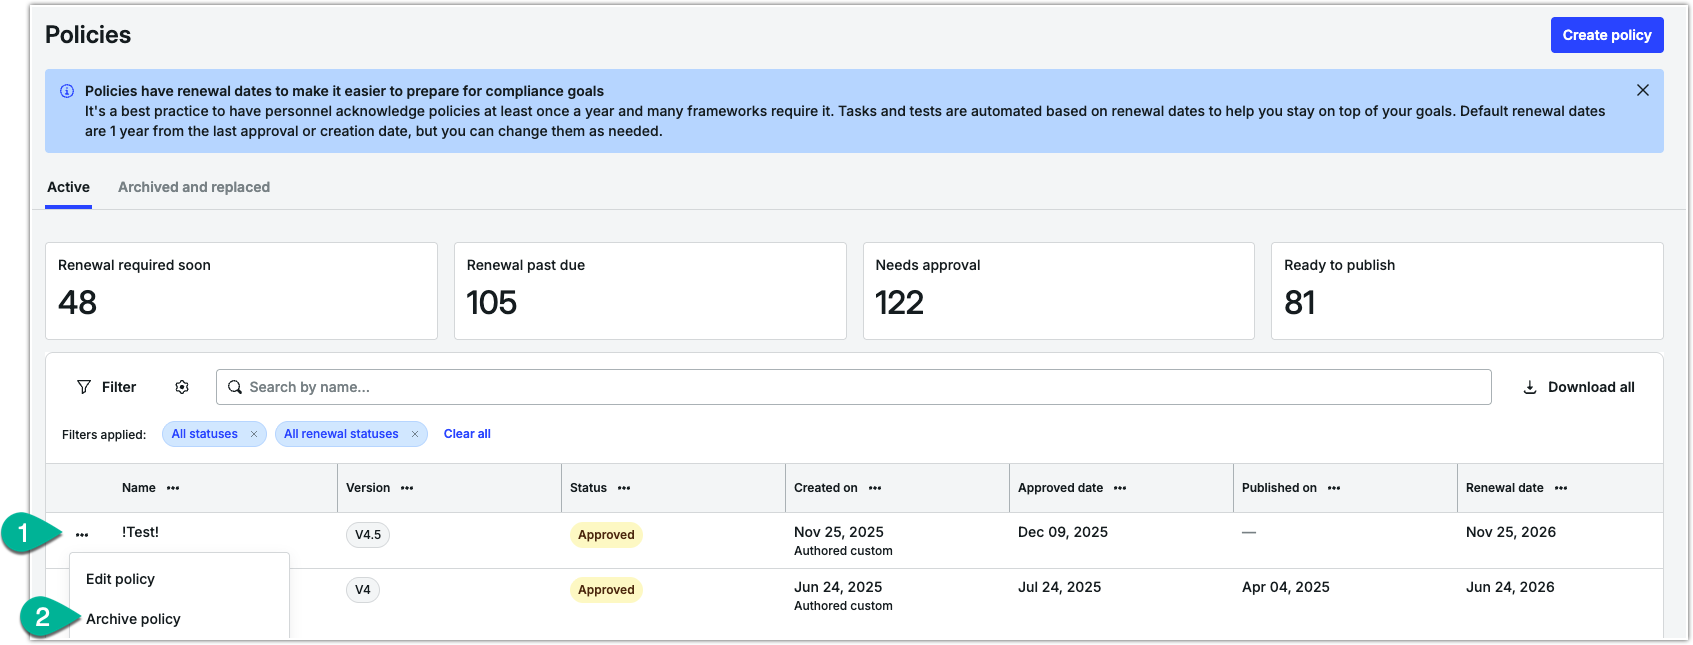 Policies
Create policy
Policies have renewal dates to make it easier to prepare for compliance goals
It's a best practice to have personnel acknowledge policies at least once a year and many frameworks require it. Tasks and tests are automated based on renewal dates to help you stay on top of your goals. Default renewal dates
are 1 year from the last approval or creation date, but you can change them as needed.
Active Archived and replaced
Renewal required soon
48
Renewal past due
105
Needs approval
122
Ready to publish
81
Filter
Search by name...
Download all
Filters applied: All statuses × All renewal statuses × Clear all
Name ••• Version ••• Status ••• Created on ••• Approved date ••• Published on ••• Renewal date •••
1 ••• !Test! V4.5 Approved Nov 25, 2025 Dec 09, 2025 — Nov 25, 2026
Authored custom
Edit policy
V4 Approved Jun 24, 2025 Jul 24, 2025 Apr 04, 2025 Jun 24, 2026
Authored custom
2 Archive policy